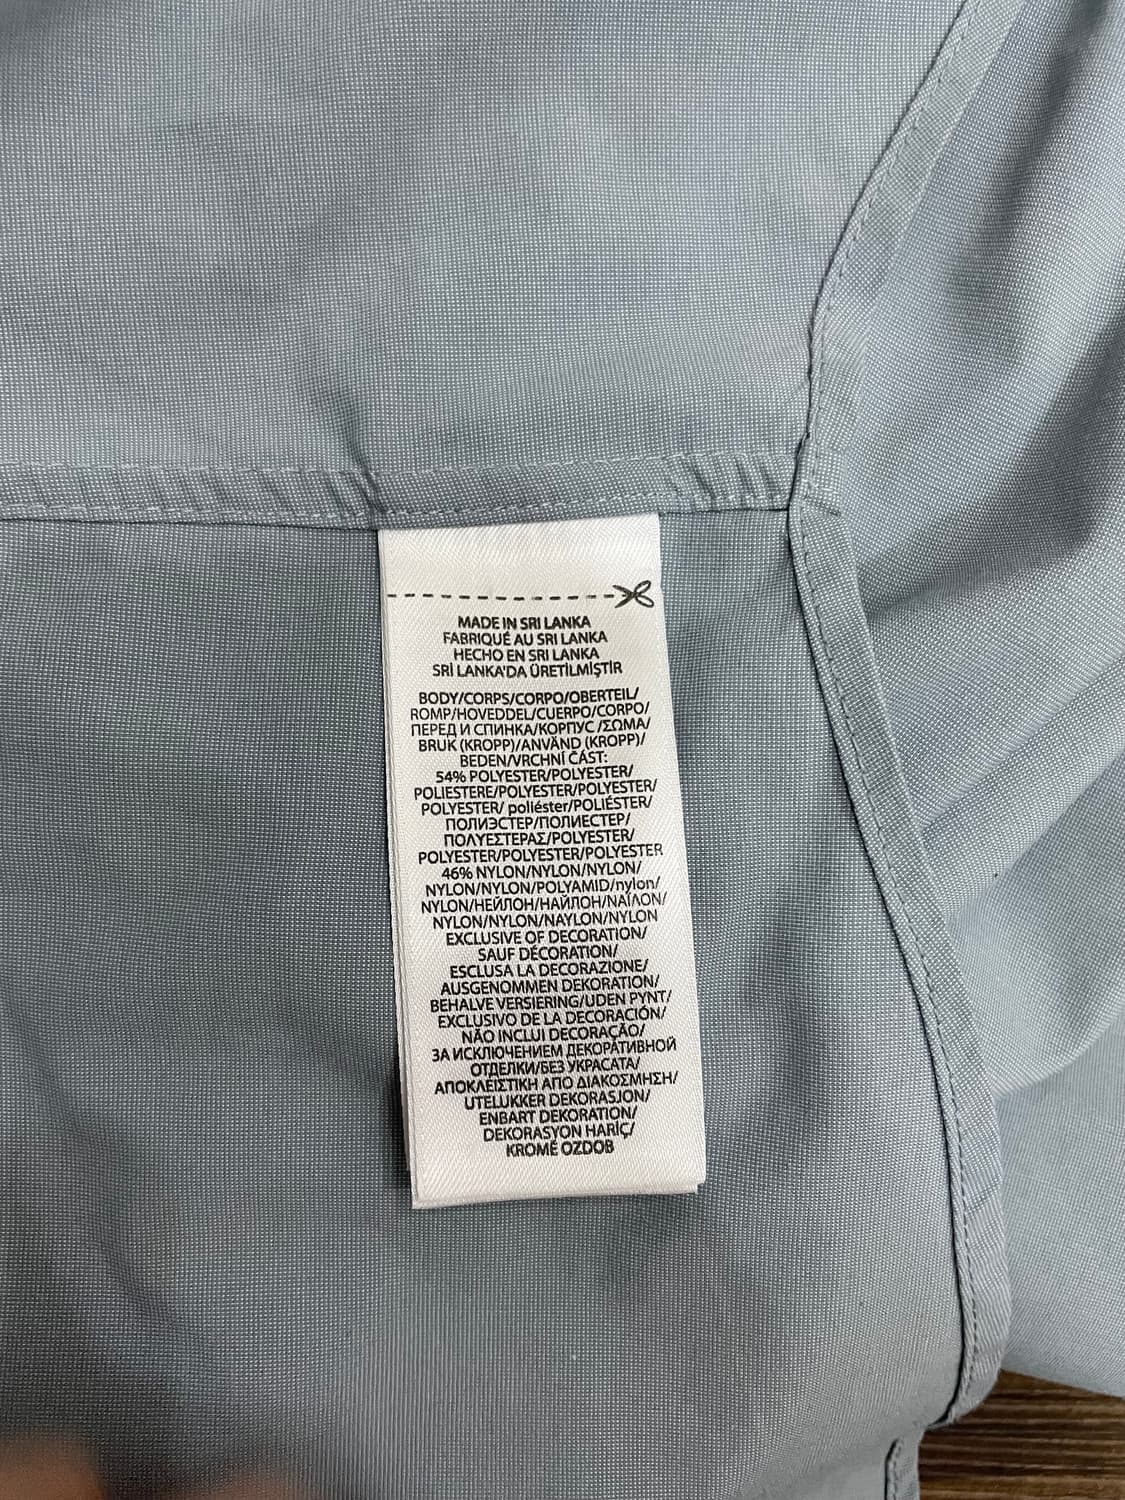 MADE IN SRI LANKA
FABRIQUÉ AU SRI LANKA
HECHO EN SRI LANKA
SRİ LANKA'DA ÜRETİLMİŞTİR
BODY/CORPS/CORPO/OBERTEIL/
ROMP/HOVEDDEL/CUERPO/CORPO/
ПЕРЕД И СПИНКА/КОРПУС /ΣΩΜΑ/
BRUK (KROPP)/ANVÄND (KROPP)/
BEDEN/VRCHNÍ CÁST:
54% POLYESTER/POLYESTER/
POLIESTERE/POLYESTER/POLYESTER/
POLYESTER/ poliéster/POLIÉSTER/
ПОЛИЭСТЕР/ПОЛИЕСТЕР/
ΠΟΛΥΕΣΤΕΡΑΣ/POLYESTER/
POLYESTER/POLYESTER/POLYESTER
46% NYLON/NYLON/NYLON/
NYLON/NYLON/POLYAMID/nylon/
NYLON/НЕЙЛОН/НАЙЛОН/ΝΑΪΛΟΝ/
NYLON/NYLON/NAYLON/NYLON
EXCLUSIVE OF DECORATION/
SAUF DÉCORATION/
ESCLUSA LA DECORAZIONE/
AUSGENOMMEN DEKORATION/
BEHALVE VERSIERING/UDEN PYNT/
EXCLUSIVO DE LA DECORACIÓN/
NÃO INCLUI DECORAÇÃO/
ЗА ИСКЛЮЧЕНИЕМ ДЕКОРАТИВНОЙ
ОТДЕЛКИ/БЕЗ УКРАСАТА/
ΑΠΟΚΛΕΙΣΤΙΚΗ ΑΠΟ ΔΙΑΚΟΣΜΗΣΗ/
UTELUKKER DEKORASJON/
ENBART DEKORATION/
DEKORASYON HARİÇ/
KROMĚ OZDOB